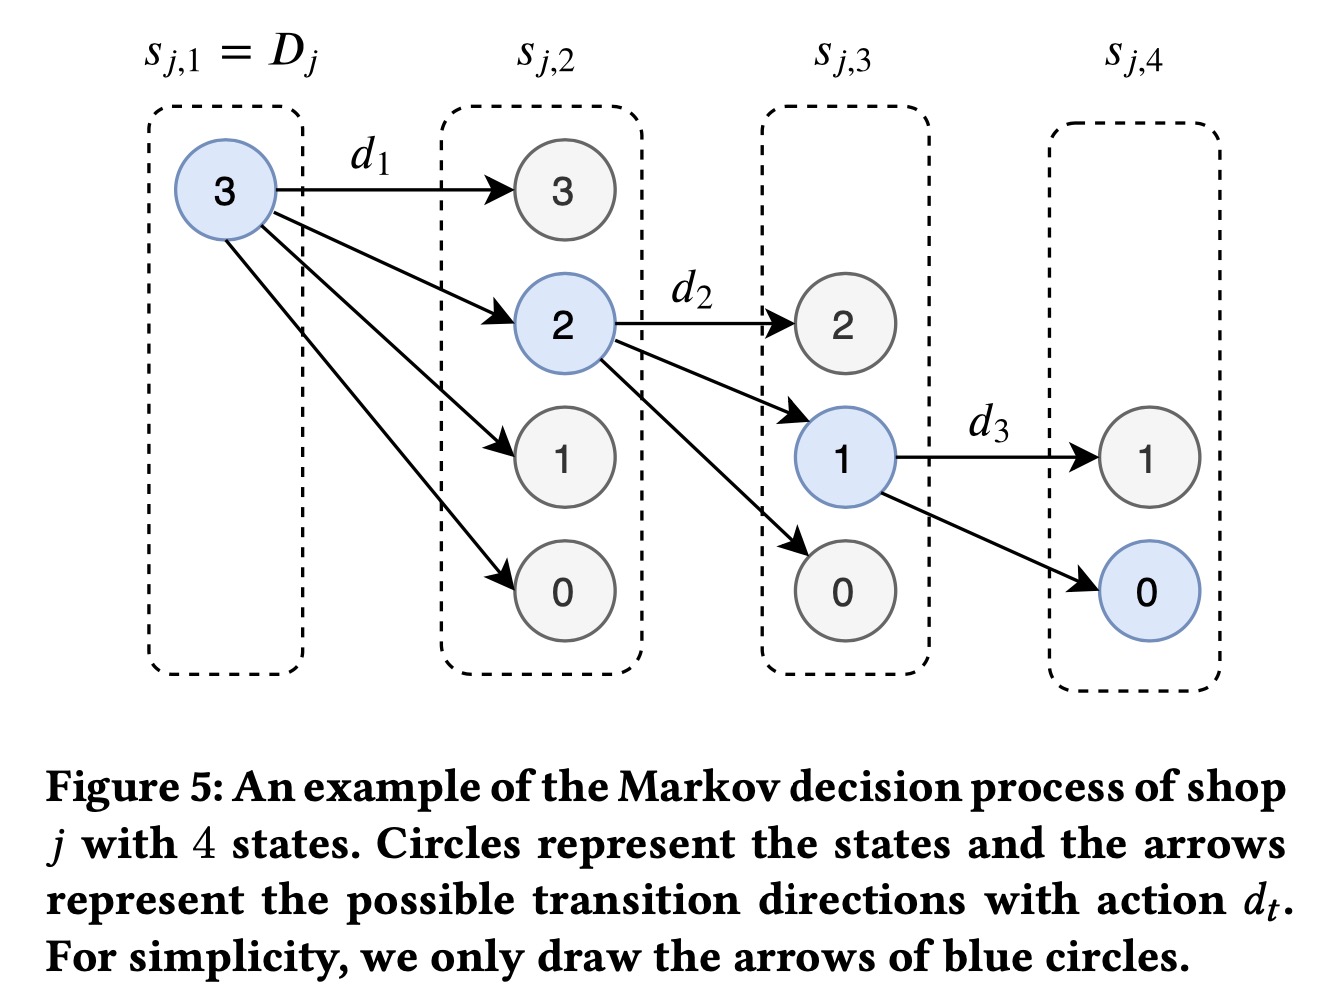 s_{j,1} = D_j s_{j,2} s_{j,3} s_{j,4}
d_1
3 3
d_2
2 2
d_3
1 1 1
0 0 0
Figure 5: An example of the Markov decision process of shop
j with 4 states. Circles represent the states and the arrows
represent the possible transition directions with action d_t.
For simplicity, we only draw the arrows of blue circles.